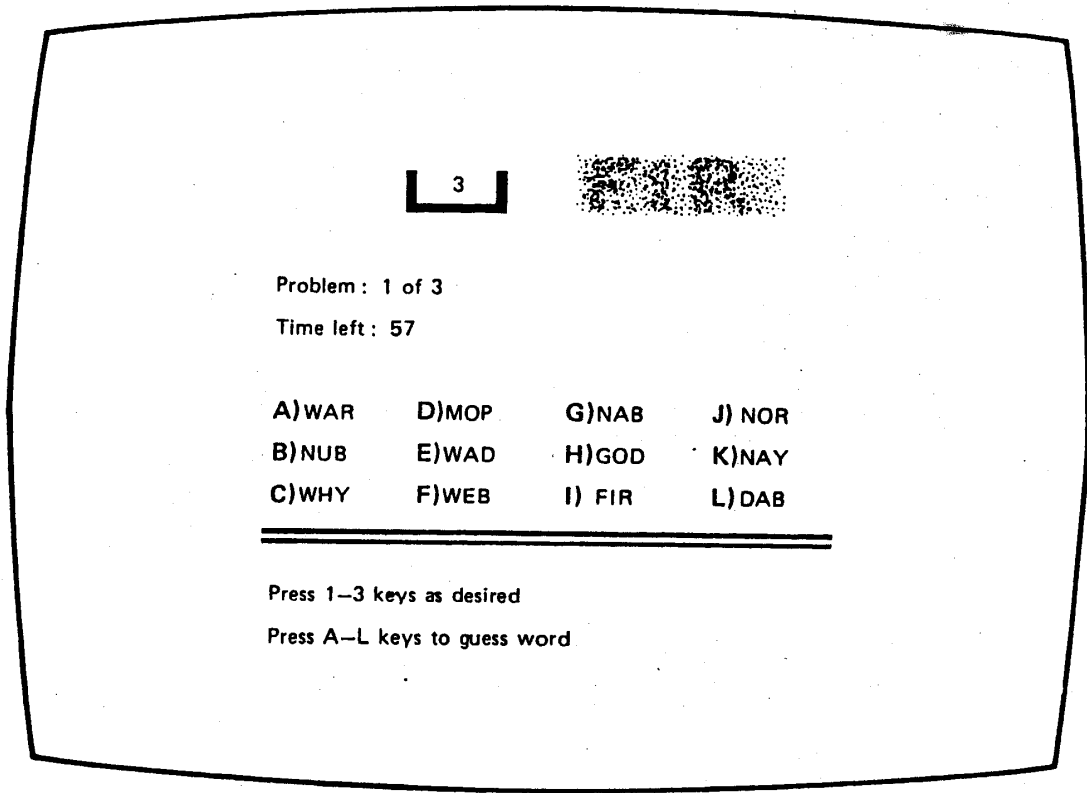 3 FIR
Problem : 1 of 3
Time left : 57
A) WAR D) MOP G) NAB J) NOR
B) NUB E) WAD H) GOD K) NAY
C) WHY F) WEB I) FIR L) DAB
Press 1–3 keys as desired
Press A–L keys to guess word